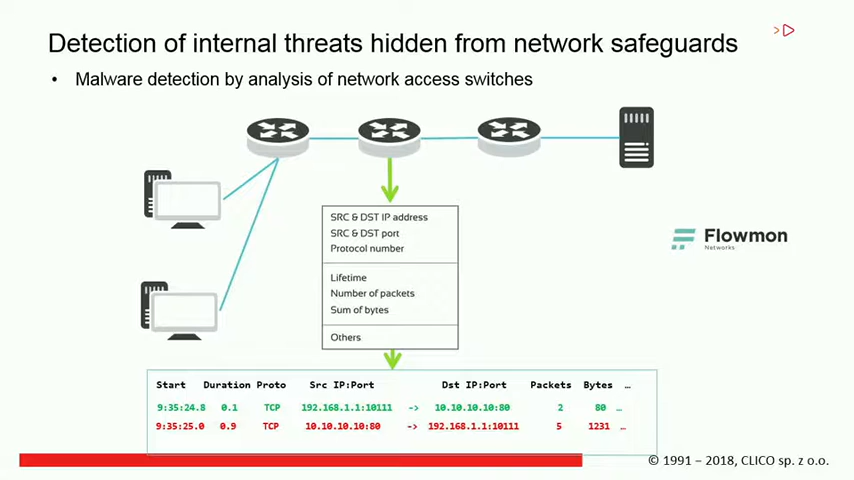 Detection of internal threats hidden from network safeguards
• Malware detection by analysis of network access switches
SRC & DST IP address
SRC & DST port
Protocol number
Lifetime
Number of packets
Sum of bytes
Others
Flowmon
Networks
Start Duration Proto Src IP:Port Dst IP:Port Packets Bytes …
9:35:24.8 0.1 TCP 192.168.1.1:10111 -> 10.10.10.10:80 2 80 …
9:35:25.0 0.9 TCP 10.10.10.10:80 -> 192.168.1.1:10111 5 1231 …
© 1991 – 2018, CLICO sp. z o.o.